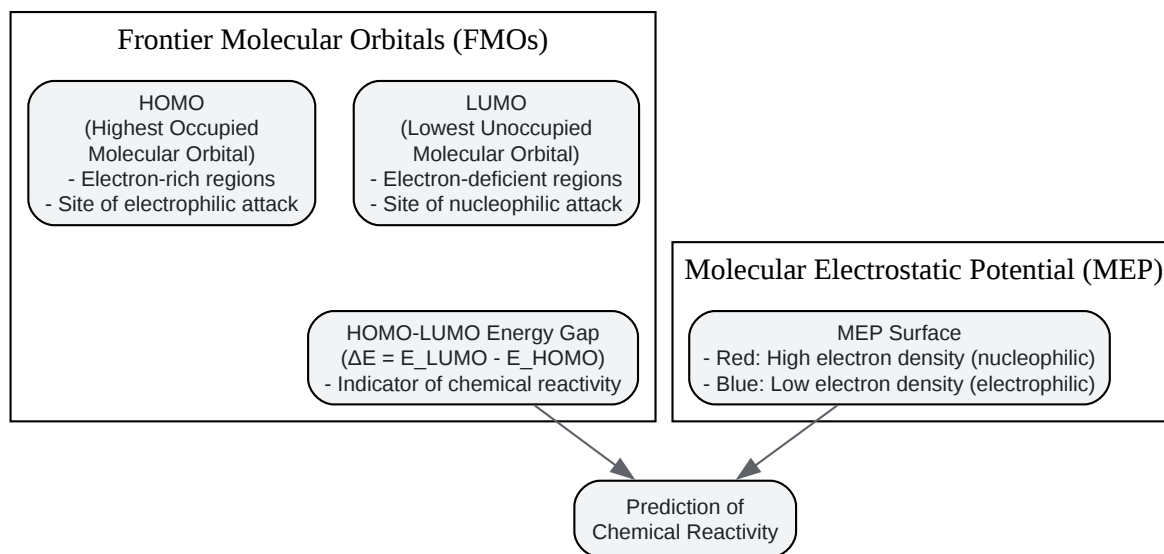 Frontier Molecular Orbitals (FMOs)
HOMO
(Highest Occupied
Molecular Orbital)
- Electron-rich regions
- Site of electrophilic attack
LUMO
(Lowest Unoccupied
Molecular Orbital)
- Electron-deficient regions
- Site of nucleophilic attack
HOMO-LUMO Energy Gap
(ΔE = E_LUMO - E_HOMO)
- Indicator of chemical reactivity
Molecular Electrostatic Potential (MEP)
MEP Surface
- Red: High electron density (nucleophilic)
- Blue: Low electron density (electrophilic)
Prediction of
Chemical Reactivity